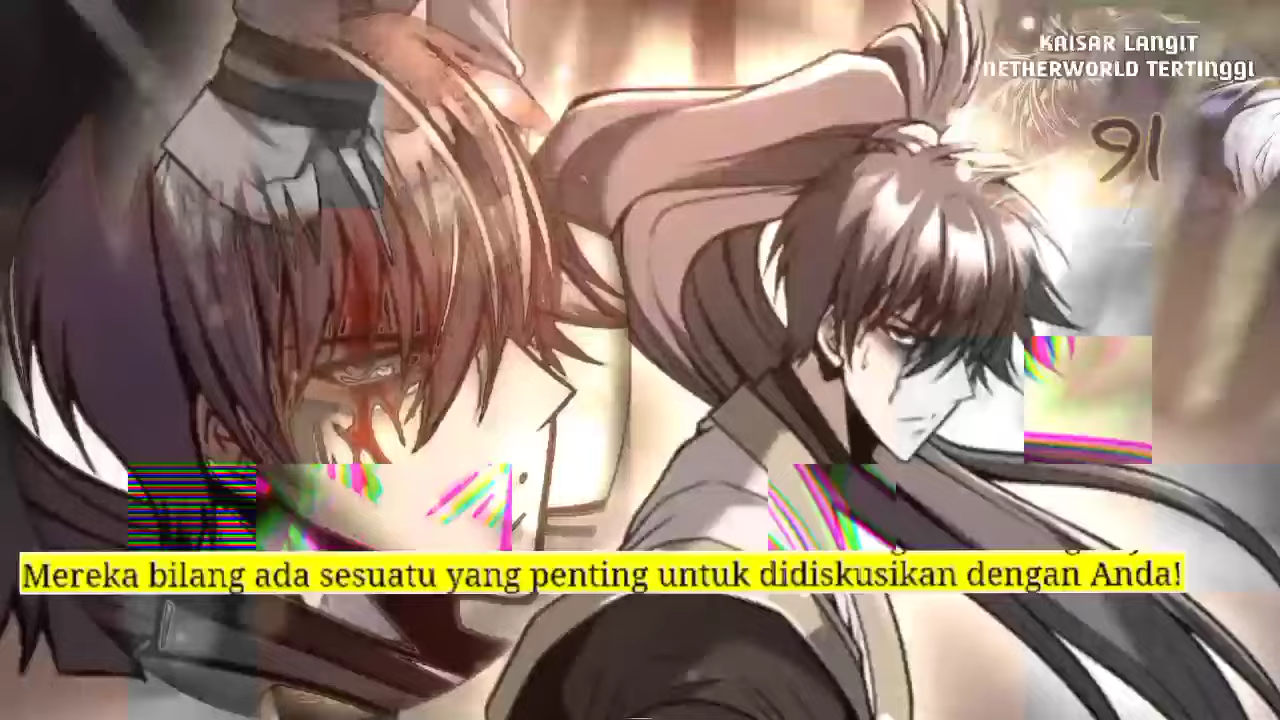 KAISAR LANGIT
NETHERWORLD TERTINGGI
91
Mereka bilang ada sesuatu yang penting untuk didiskusikan dengan Anda!